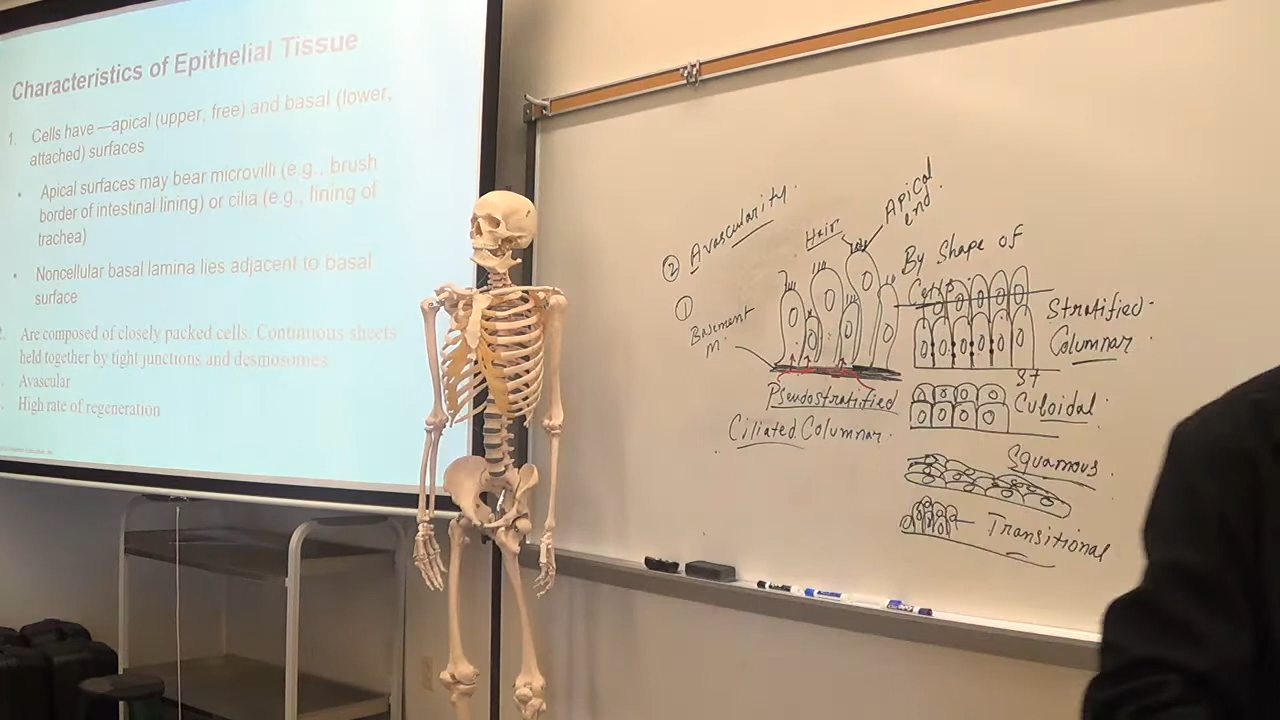 Characteristics of Epithelial Tissue
1. Cells have —apical (upper, free) and basal (lower,
attached) surfaces
• Apical surfaces may bear microvilli (e.g., brush
border of intestinal lining) or cilia (e.g., lining of
trachea)
• Noncellular basal lamina lies adjacent to basal
surface
2. Are composed of closely packed cells. Continuous sheets
held together by tight junctions and desmosomes
Avascular
High rate of regeneration
② Avascularity.
①
Basement
m.
Hair
Apical
end
Pseudostratified
Ciliated Columnar.
By Shape of
Cells.
Stratified
Columnar.
st
Cuboidal.
Squamous.
Transitional